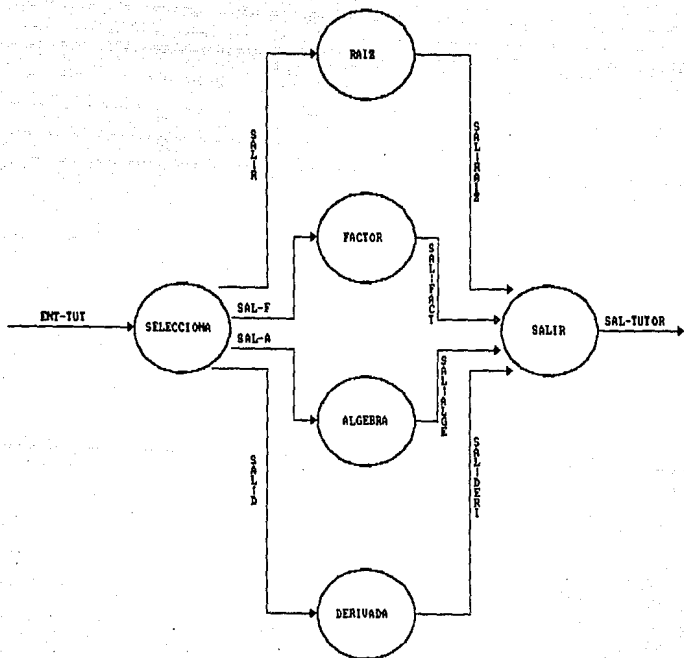 RAIZ
SALIR
SALIRAIZ
FACTOR
SAL-F
SALIFACT
ENT-TUT
SELECCIONA
SALIR
SAL-TUTOR
SAL-A
SALIALGE
ALGEBRA
SALID
SALIDERI
DERIVADA